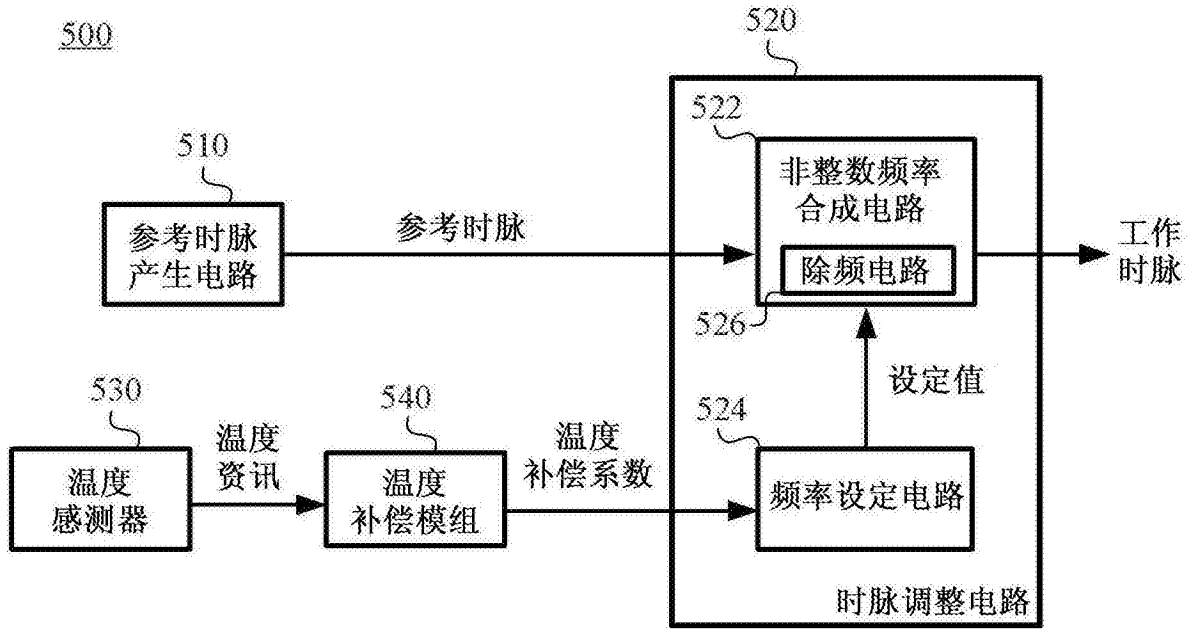 500
520
522
非整数频率
合成电路
除频电路
526
510
参考时脉
产生电路
参考时脉
工作
时脉
设定值
530
温度
感测器
温度
资讯
540
温度
补偿模组
温度
补偿系数
524
频率设定电路
时脉调整电路